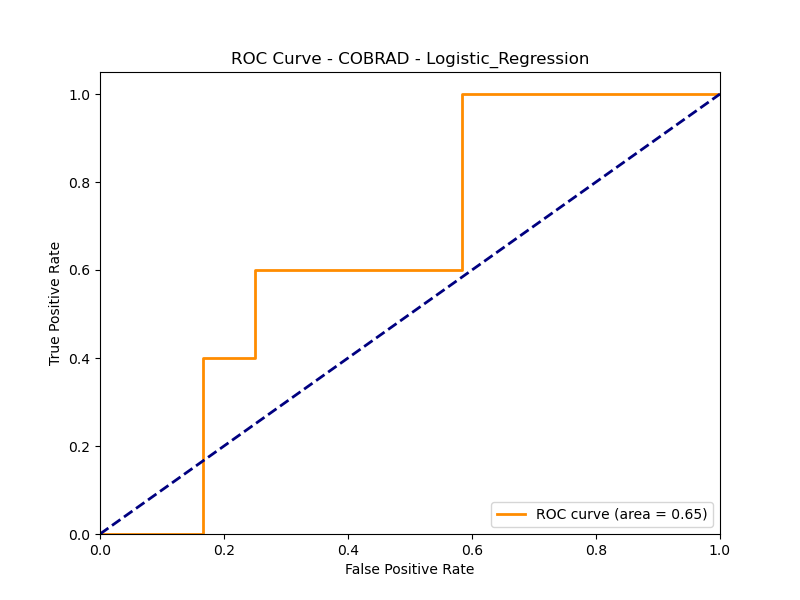 ROC Curve - COBRAD - Logistic_Regression
True Positive Rate
1.0
0.8
0.6
0.4
0.2
0.0
ROC curve (area = 0.65)
0.0 0.2 0.4 0.6 0.8 1.0
False Positive Rate